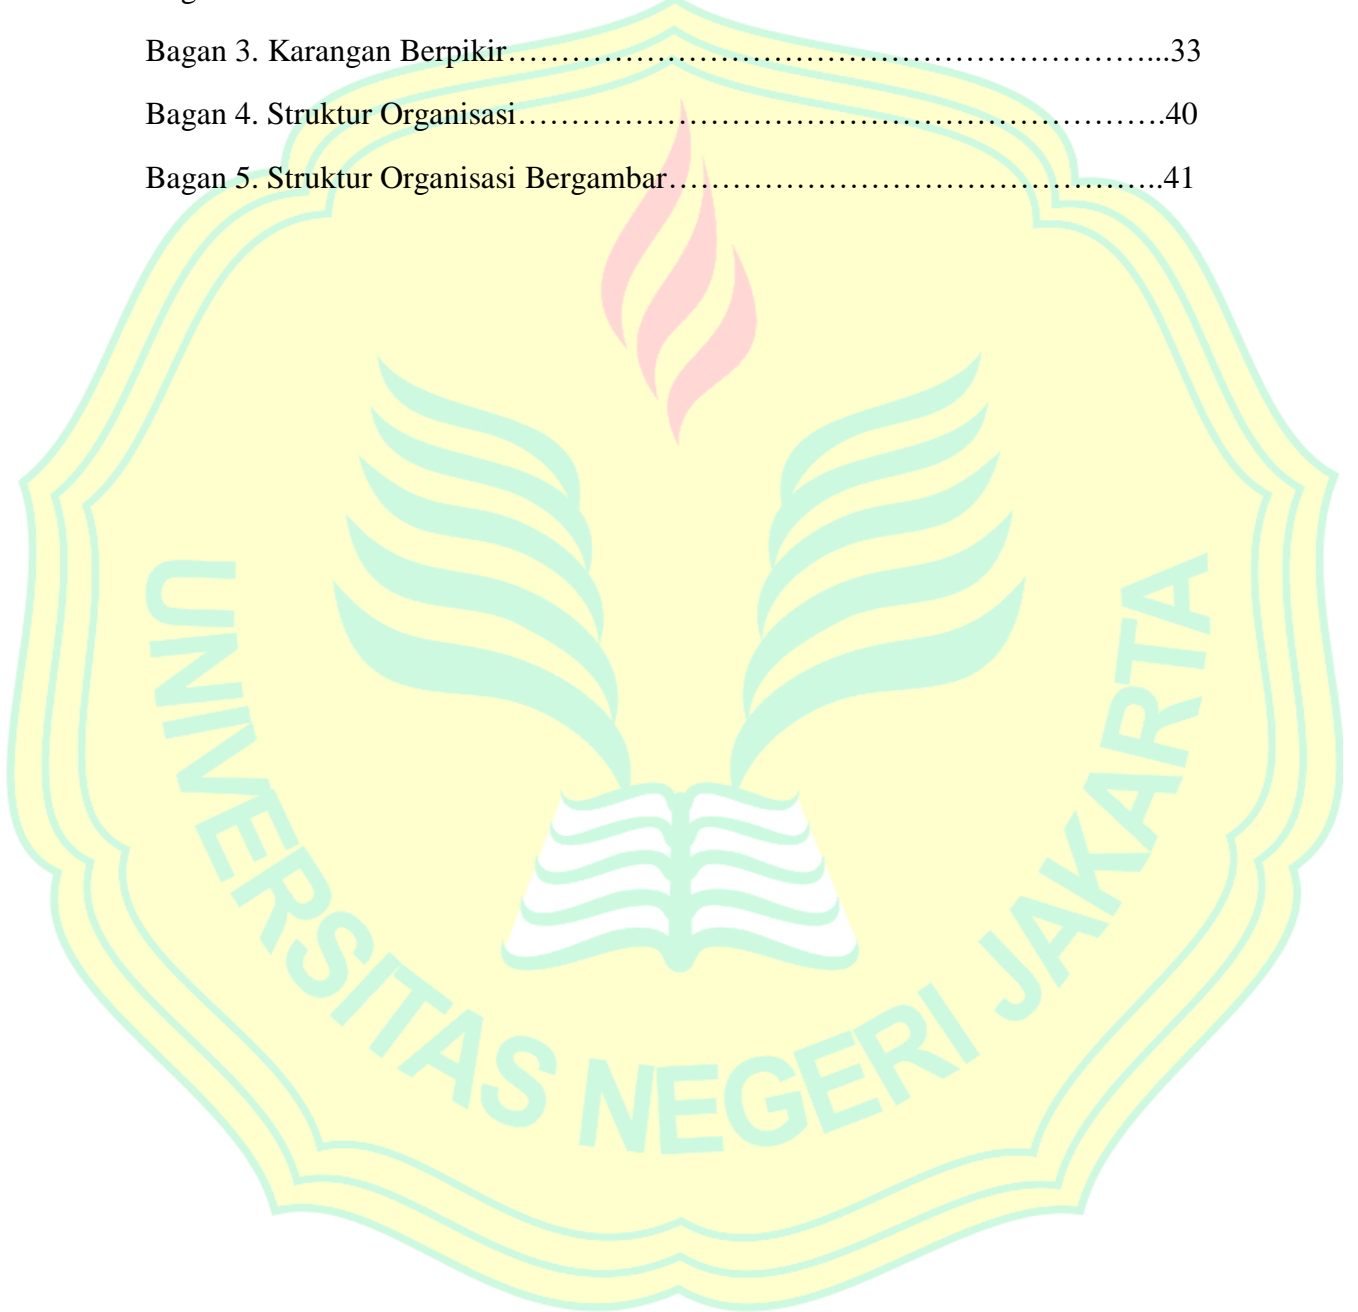 Bagan 3. Karangan Berpikir…………………………………………………………...33
Bagan 4. Struktur Organisasi…………………………………………………………….40
Bagan 5. Struktur Organisasi Bergambar………………………………………………..41
UNIVERSITAS NEGERI JAKARTA